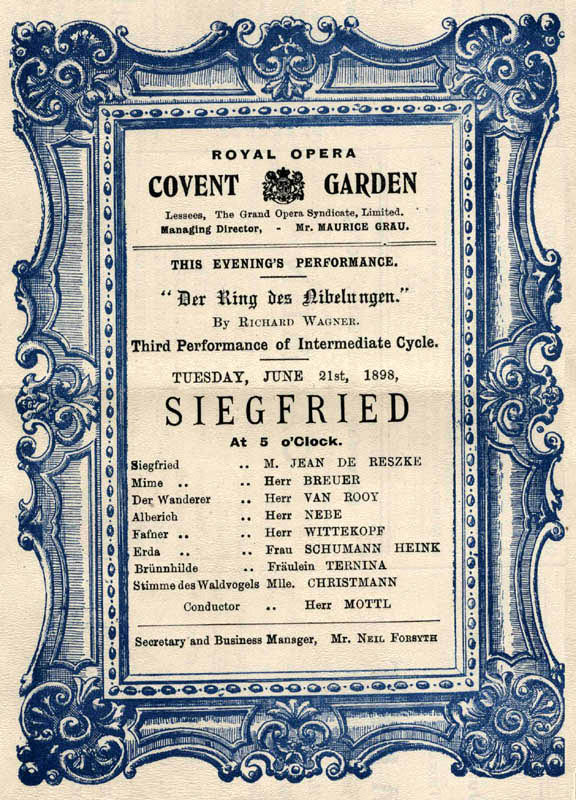 ROYAL OPERA
COVENT GARDEN
Lessees, The Grand Opera Syndicate, Limited.
Managing Director, - Mr. MAURICE GRAU.
THIS EVENING'S PERFORMANCE.
"Der Ring des Nibelungen."
By RICHARD WAGNER.
Third Performance of Intermediate Cycle.
TUESDAY, JUNE 21st, 1898,
SIEGFRIED
At 5 o'Clock.
Siegfried .. M. JEAN DE RESZKE
Mime .. .. Herr BREUER
Der Wanderer .. Herr VAN ROOY
Alberich .. Herr NEBE
Fafner .. .. Herr WITTEKOPF
Erda .. .. Frau SCHUMANN HEINK
Brünnhilde .. Fräulein TERNINA
Stimme des Waldvogels Mlle. CHRISTMANN
Conductor .. Herr MOTTL
Secretary and Business Manager, Mr. NEIL FORSYTH